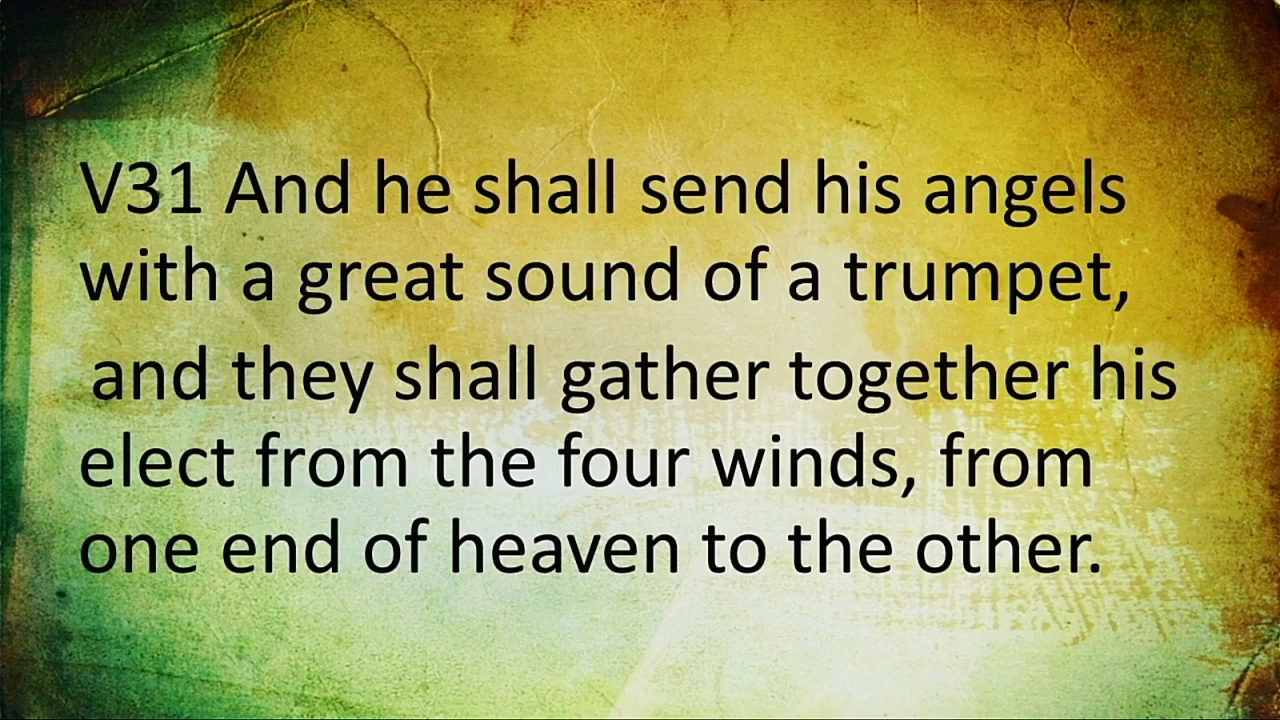 V31 And he shall send his angels
with a great sound of a trumpet,
and they shall gather together his
elect from the four winds, from
one end of heaven to the other.